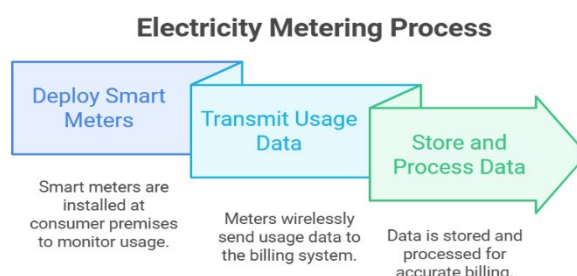 Electricity Metering Process
Deploy Smart
Meters
Transmit Usage
Data
Store and
Process Data
Smart meters are
installed at
consumer premises
to monitor usage.
Meters wirelessly
send usage data to
the billing system.
Data is stored and
processed for
accurate billing.